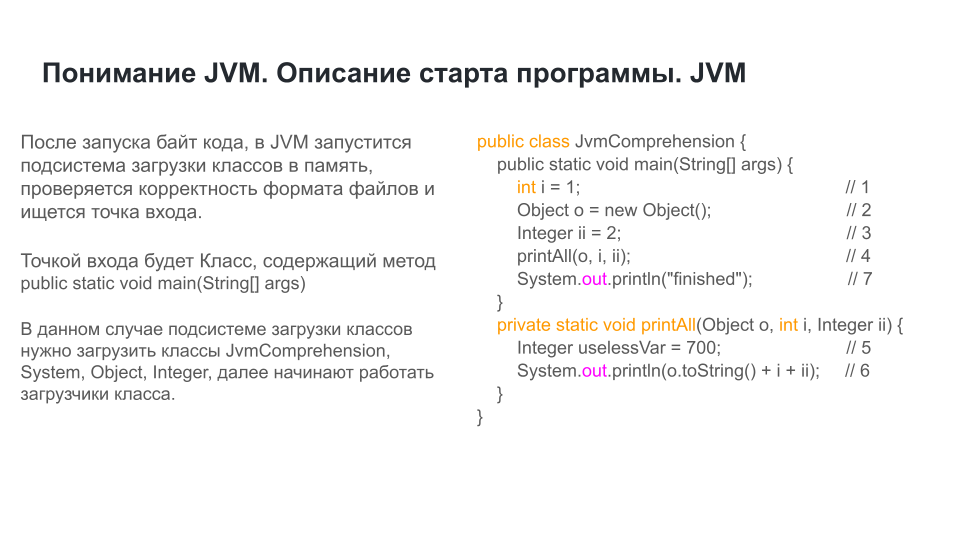 Понимание JVM. Описание старта программы. JVM
После запуска байт кода, в JVM запустится
подсистема загрузки классов в память,
проверяется корректность формата файлов и
ищется точка входа.
Точкой входа будет Класс, содержащий метод
public static void main(String[] args)
В данном случае подсистеме загрузки классов
нужно загрузить классы JvmComprehension,
System, Object, Integer, далее начинают работать
загрузчики класса.
public class JvmComprehension {
public static void main(String[] args) {
int i = 1; // 1
Object o = new Object(); // 2
Integer ii = 2; // 3
printAll(o, i, ii); // 4
System.out.println("finished"); // 7
}
private static void printAll(Object o, int i, Integer ii) {
Integer uselessVar = 700; // 5
System.out.println(o.toString() + i + ii); // 6
}
}